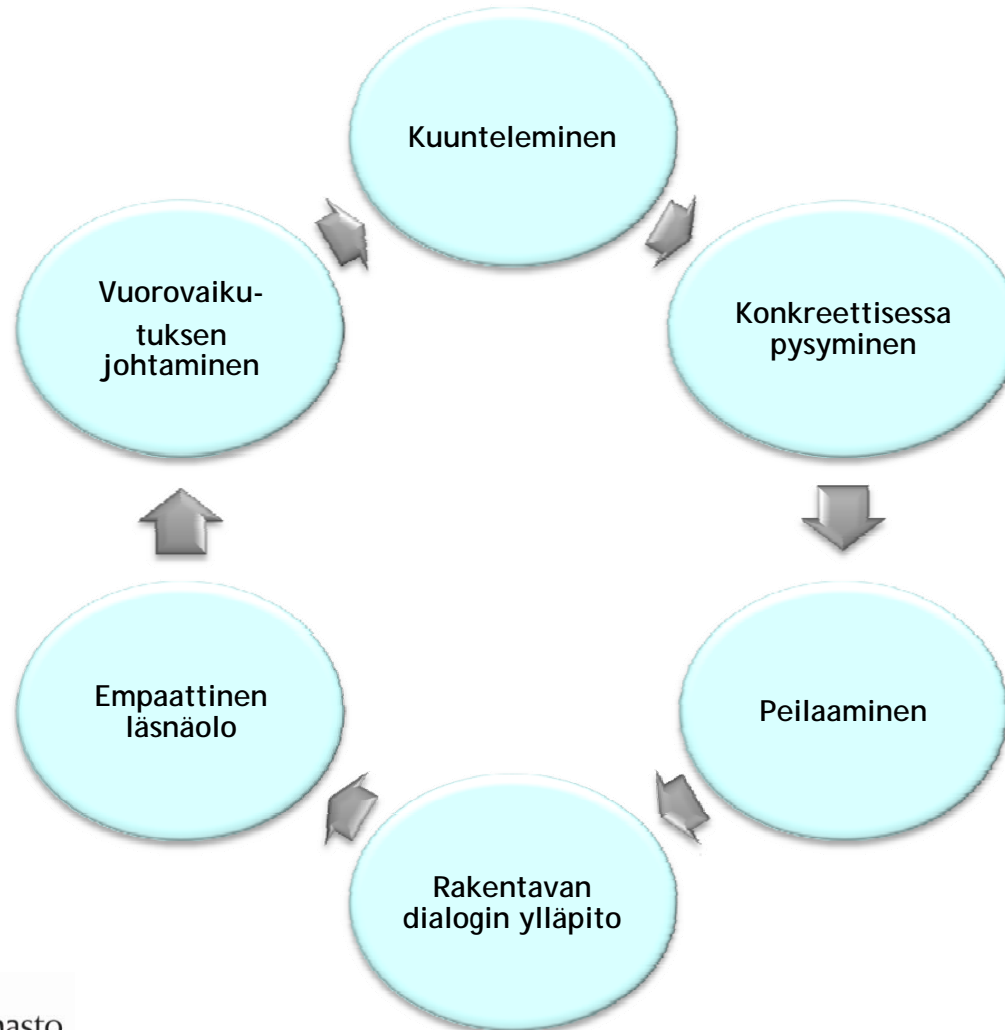 Kuunteleminen
Konkreettisessa
pysyminen
Peilaaminen
Rakentavan
dialogin ylläpito
Empaattinen
läsnäolo
Vuorovaiku-
tuksen
johtaminen